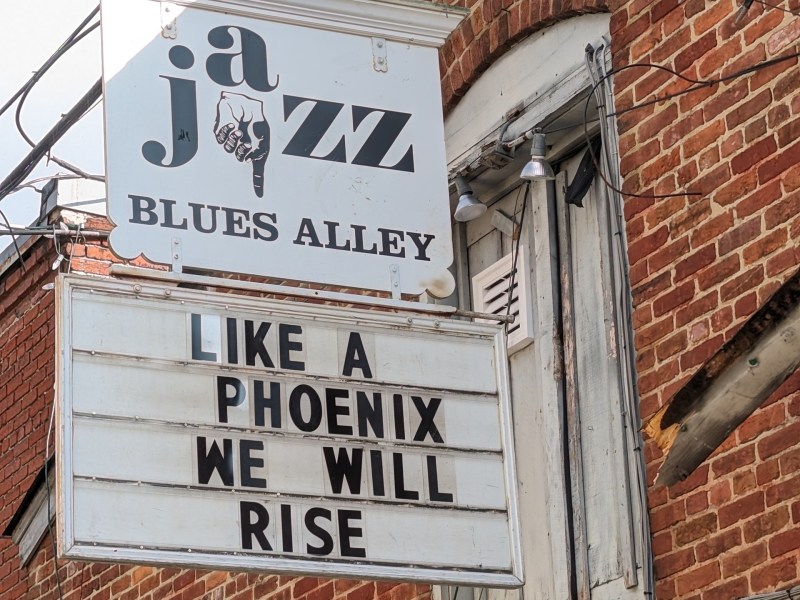 jazz
BLUES ALLEY
LIKE A
PHOENIX
WE WILL
RISE